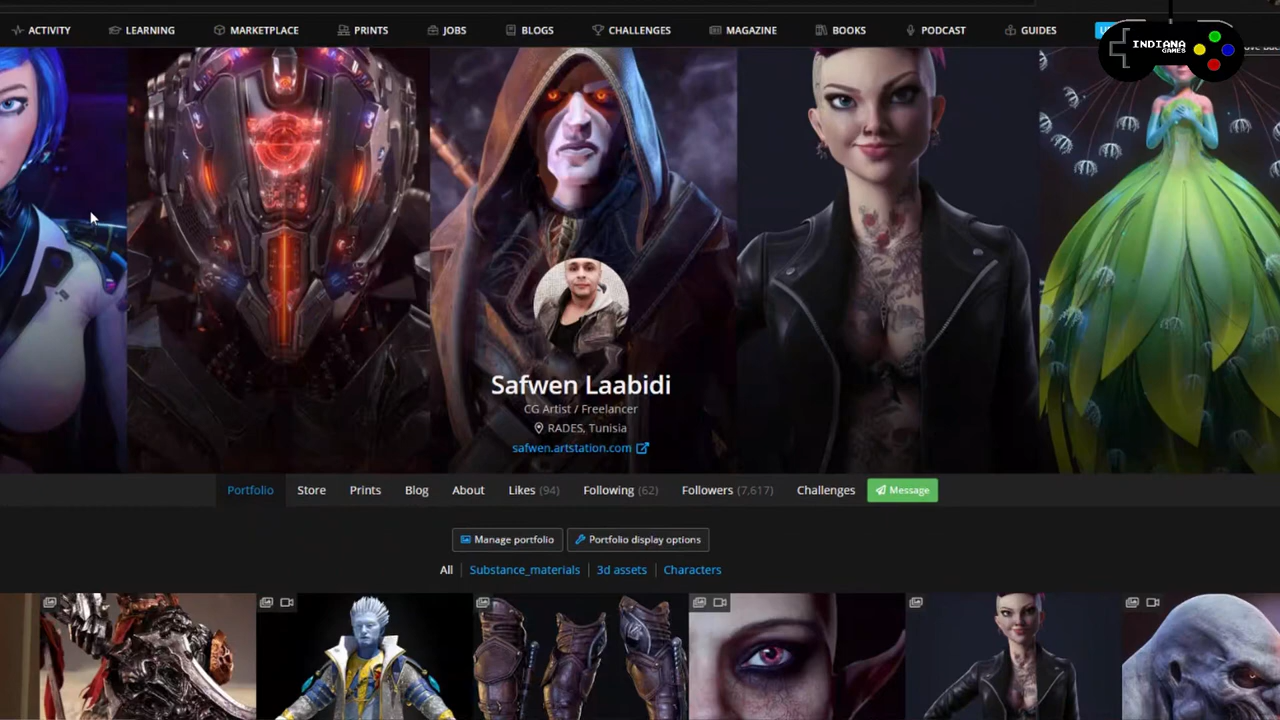 ACTIVITY LEARNING MARKETPLACE PRINTS JOBS BLOGS CHALLENGES MAGAZINE BOOKS PODCAST GUIDES
INDIANA
GAMES
Safwen Laabidi
CG Artist / Freelancer
RADES, Tunisia
safwen.artstation.com
Portfolio Store Prints Blog About Likes (94) Following (62) Followers (7,617) Challenges Message
Manage portfolio Portfolio display options
All Substance_materials 3d assets Characters